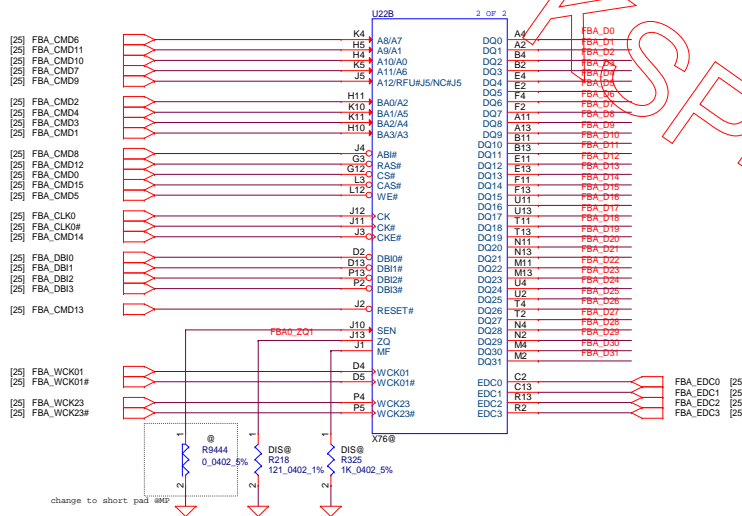 U22B 2 OF 2
[25] FBA_CMD6 K4 A8/A7 DQ0 A4 FBA_D0
[25] FBA_CMD11 H5 A9/A1 DQ1 A2 FBA_D1
[25] FBA_CMD10 H4 A10/A0 DQ2 B4 FBA_D2
[25] FBA_CMD7 K5 A11/A6 DQ3 B2 FBA_D3
[25] FBA_CMD9 J5 A12/RFU#J5/NC#J5 DQ4 E4 FBA_D4
DQ5 E2 FBA_D5
[25] FBA_CMD2 H11 BA0/A2 DQ6 F4 FBA_D6
[25] FBA_CMD4 K10 BA1/A5 DQ7 F2 FBA_D7
[25] FBA_CMD3 K11 BA2/A4 DQ8 A11 FBA_D8
[25] FBA_CMD1 H10 BA3/A3 DQ9 A13 FBA_D9
DQ10 B11 FBA_D10
[25] FBA_CMD8 J4 ABI# DQ11 B13 FBA_D11
[25] FBA_CMD12 G3 RAS# DQ12 E11 FBA_D12
[25] FBA_CMD0 G12 CS# DQ13 E13 FBA_D13
[25] FBA_CMD15 L3 CAS# DQ14 F11 FBA_D14
[25] FBA_CMD5 L12 WE# DQ15 F13 FBA_D15
DQ16 U11 FBA_D16
[25] FBA_CLK0 J12 CK DQ17 U13 FBA_D17
[25] FBA_CLK0# J11 CK# DQ18 T11 FBA_D18
[25] FBA_CMD14 J3 CKE# DQ19 T13 FBA_D19
DQ20 N11 FBA_D20
[25] FBA_DBI0 D2 DBI0# DQ21 N13 FBA_D21
[25] FBA_DBI1 D13 DBI1# DQ22 M11 FBA_D22
[25] FBA_DBI2 P13 DBI2# DQ23 M13 FBA_D23
[25] FBA_DBI3 P2 DBI3# DQ24 U4 FBA_D24
DQ25 U2 FBA_D25
[25] FBA_CMD13 J2 RESET# DQ26 T4 FBA_D26
DQ27 T2 FBA_D27
J10 SEN DQ28 N4 FBA_D28
FBA0_ZQ1 J13 ZQ DQ29 N2 FBA_D29
J1 MF DQ30 M4 FBA_D30
DQ31 M2 FBA_D31
[25] FBA_WCK01 D4 WCK01
[25] FBA_WCK01# D5 WCK01# EDC0 C2 FBA_EDC0 [25
EDC1 C13 FBA_EDC1 [25
[25] FBA_WCK23 P4 WCK23 EDC2 R13 FBA_EDC2 [25
[25] FBA_WCK23# P5 WCK23# EDC3 R2 FBA_EDC3 [25
X76@
1 1 1
@ DIS@ DIS@
R9444 R218 R325
0_0402_5% 121_0402_1% 1K_0402_5%
2 2 2
change to short pad @MP